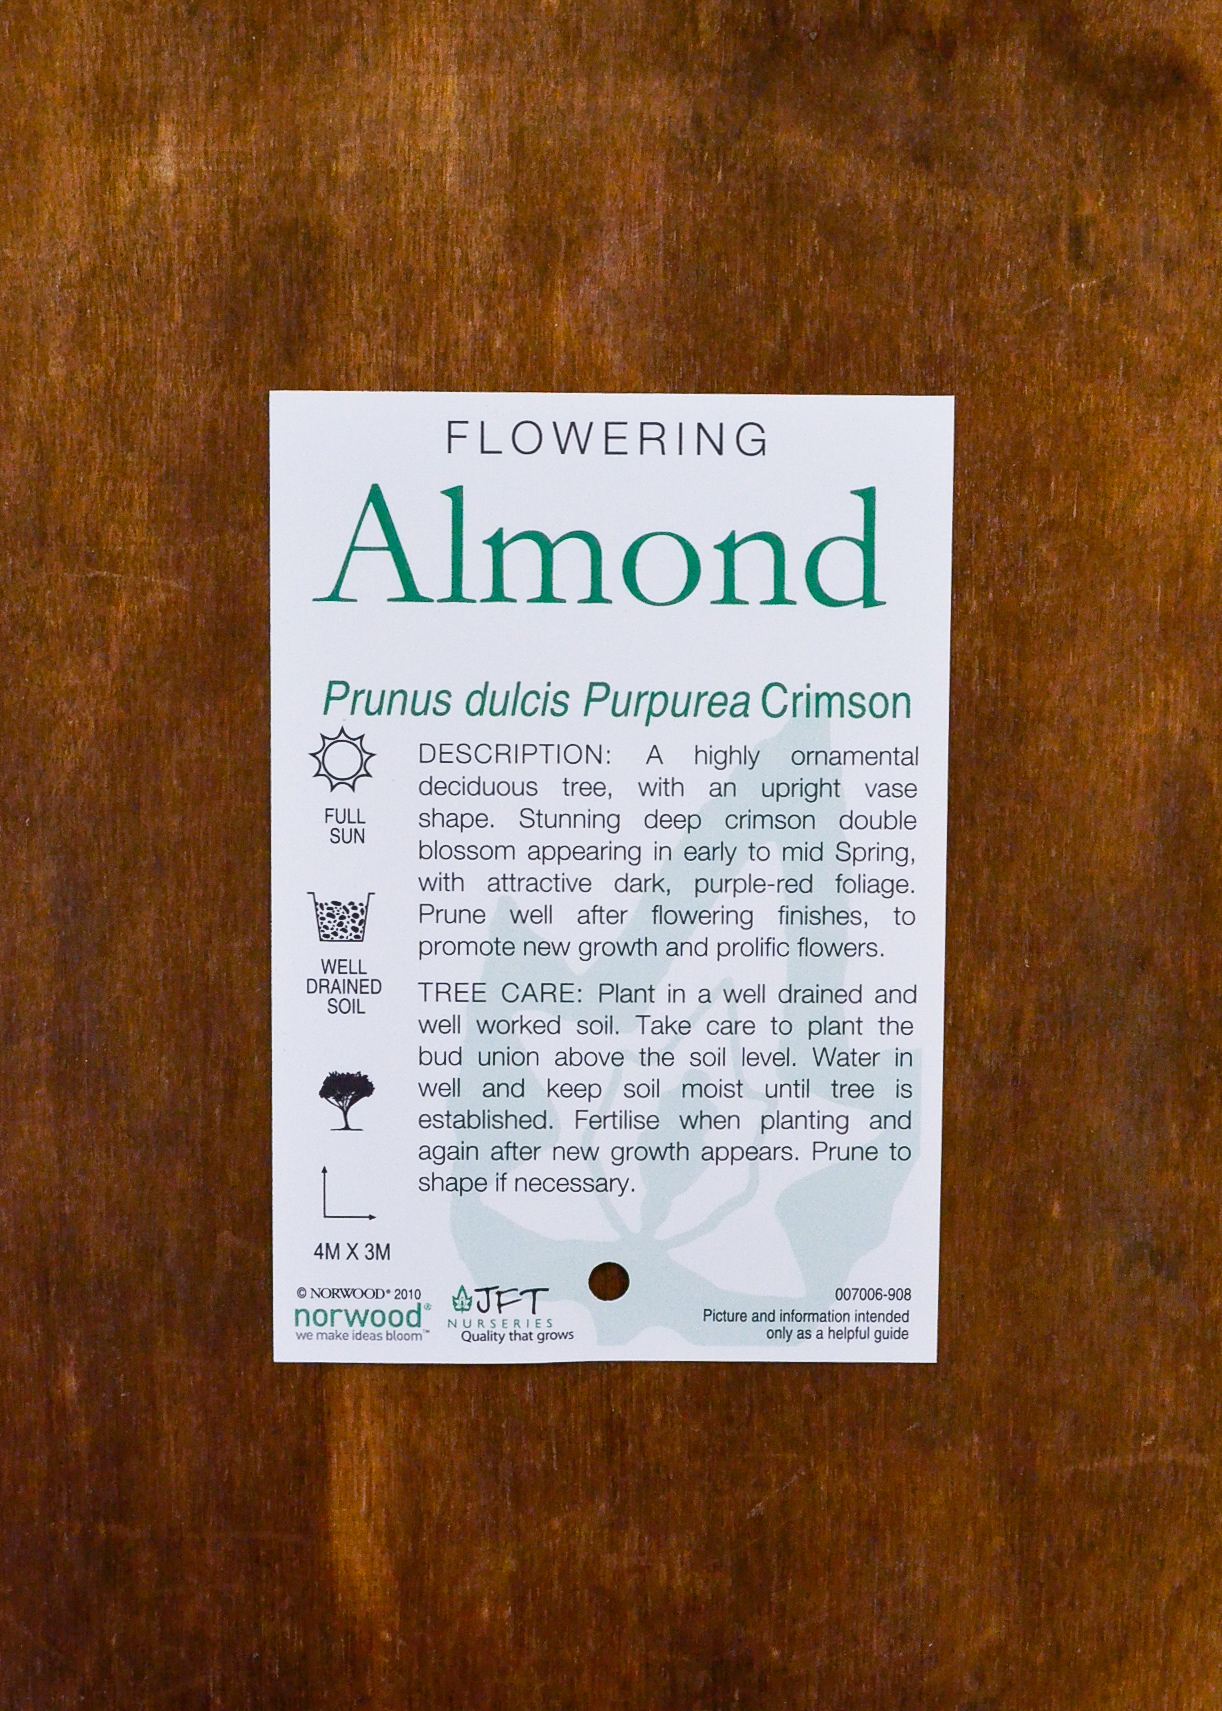 FLOWERING
Almond
Prunus dulcis Purpurea Crimson
FULL
SUN
WELL
DRAINED
SOIL
4M X 3M
DESCRIPTION: A highly ornamental
deciduous tree, with an upright vase
shape. Stunning deep crimson double
blossom appearing in early to mid Spring,
with attractive dark, purple-red foliage.
Prune well after flowering finishes, to
promote new growth and prolific flowers.
TREE CARE: Plant in a well drained and
well worked soil. Take care to plant the
bud union above the soil level. Water in
well and keep soil moist until tree is
established. Fertilise when planting and
again after new growth appears. Prune to
shape if necessary.
© NORWOOD® 2010
norwood®
we make ideas bloom™
JFT
NURSERIES
Quality that grows
007006-908
Picture and information intended
only as a helpful guide